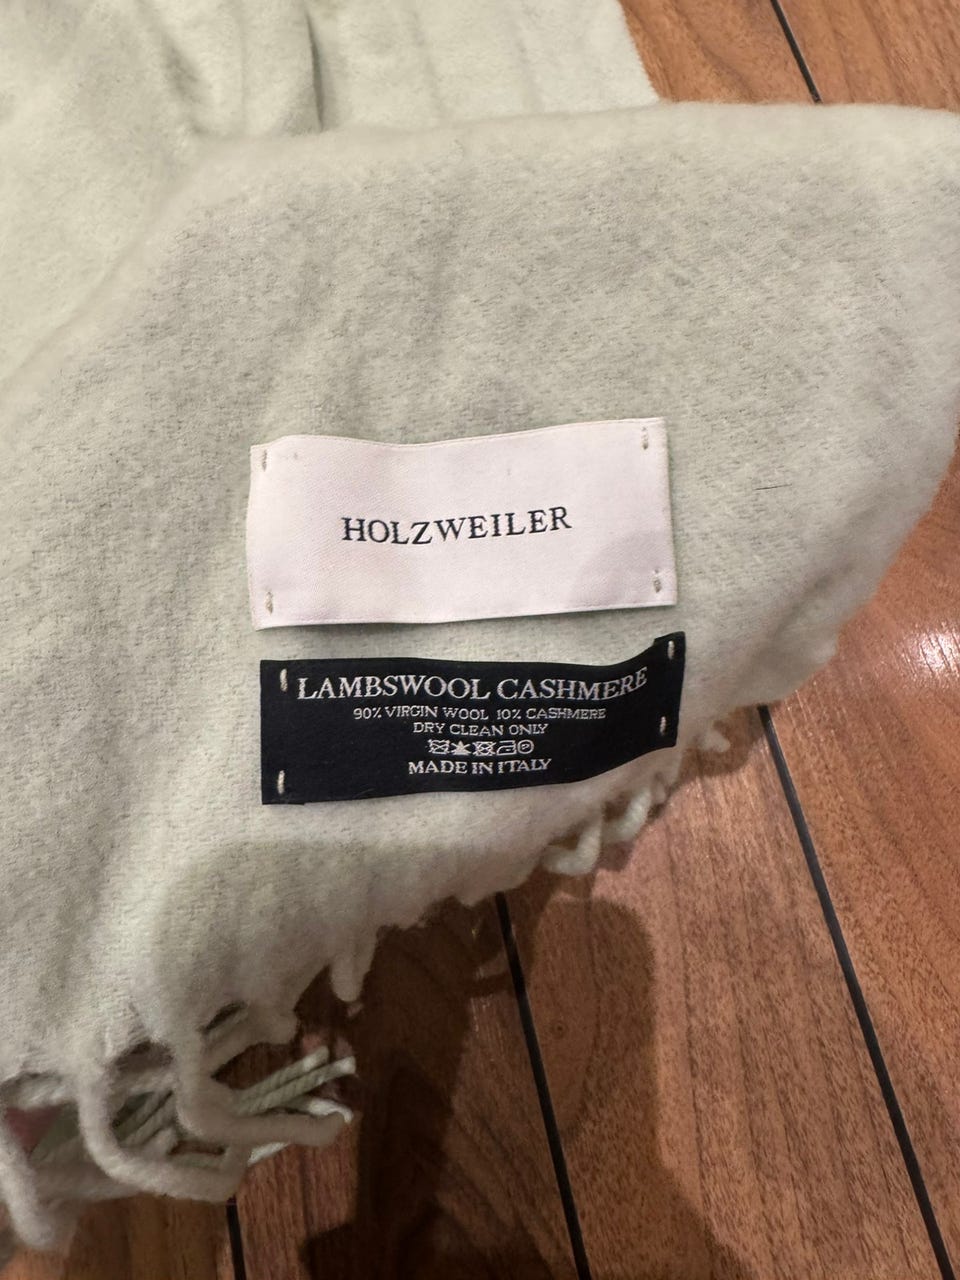 HOLZWEILER
LAMBSWOOL CASHMERE
90% VIRGIN WOOL 10% CASHMERE
DRY CLEAN ONLY
MADE IN ITALY